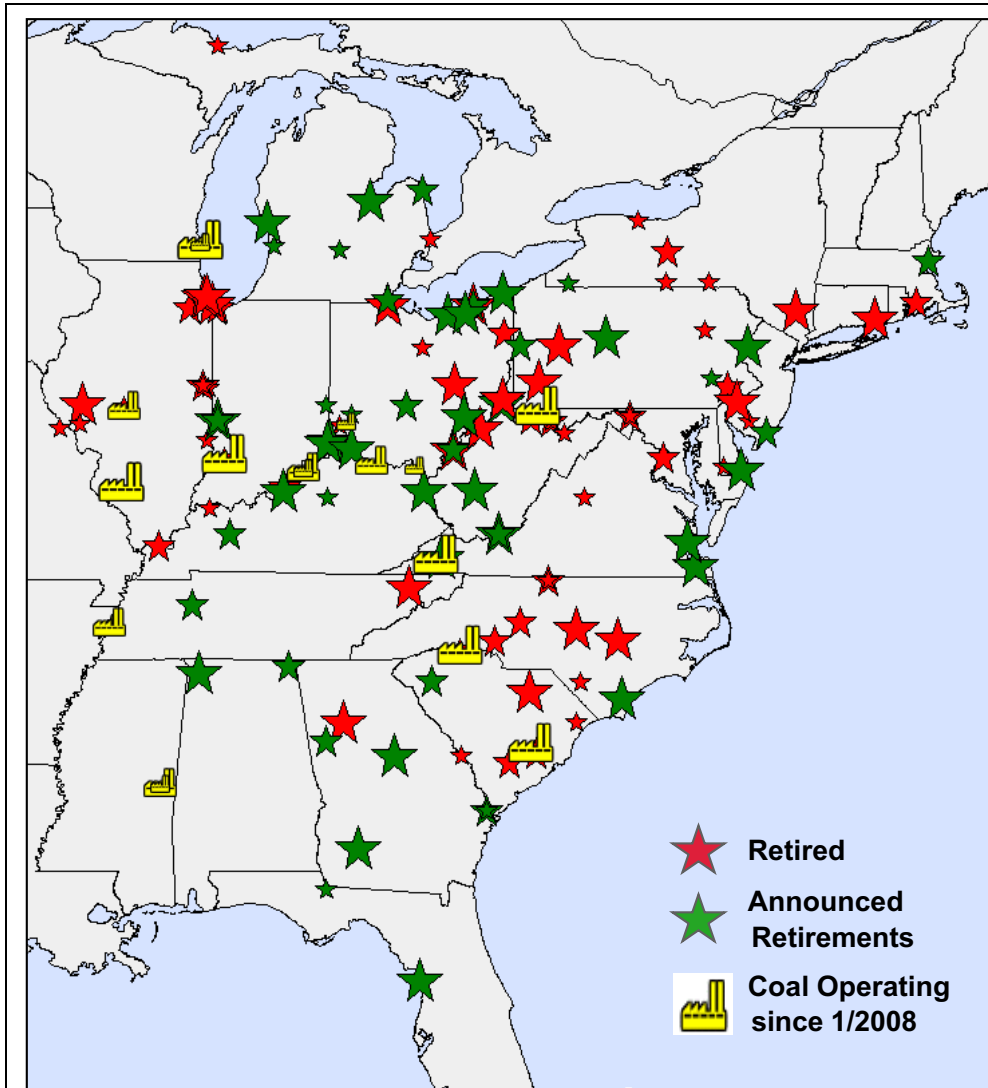 Retired
Announced
Retirements
Coal Operating
since 1/2008